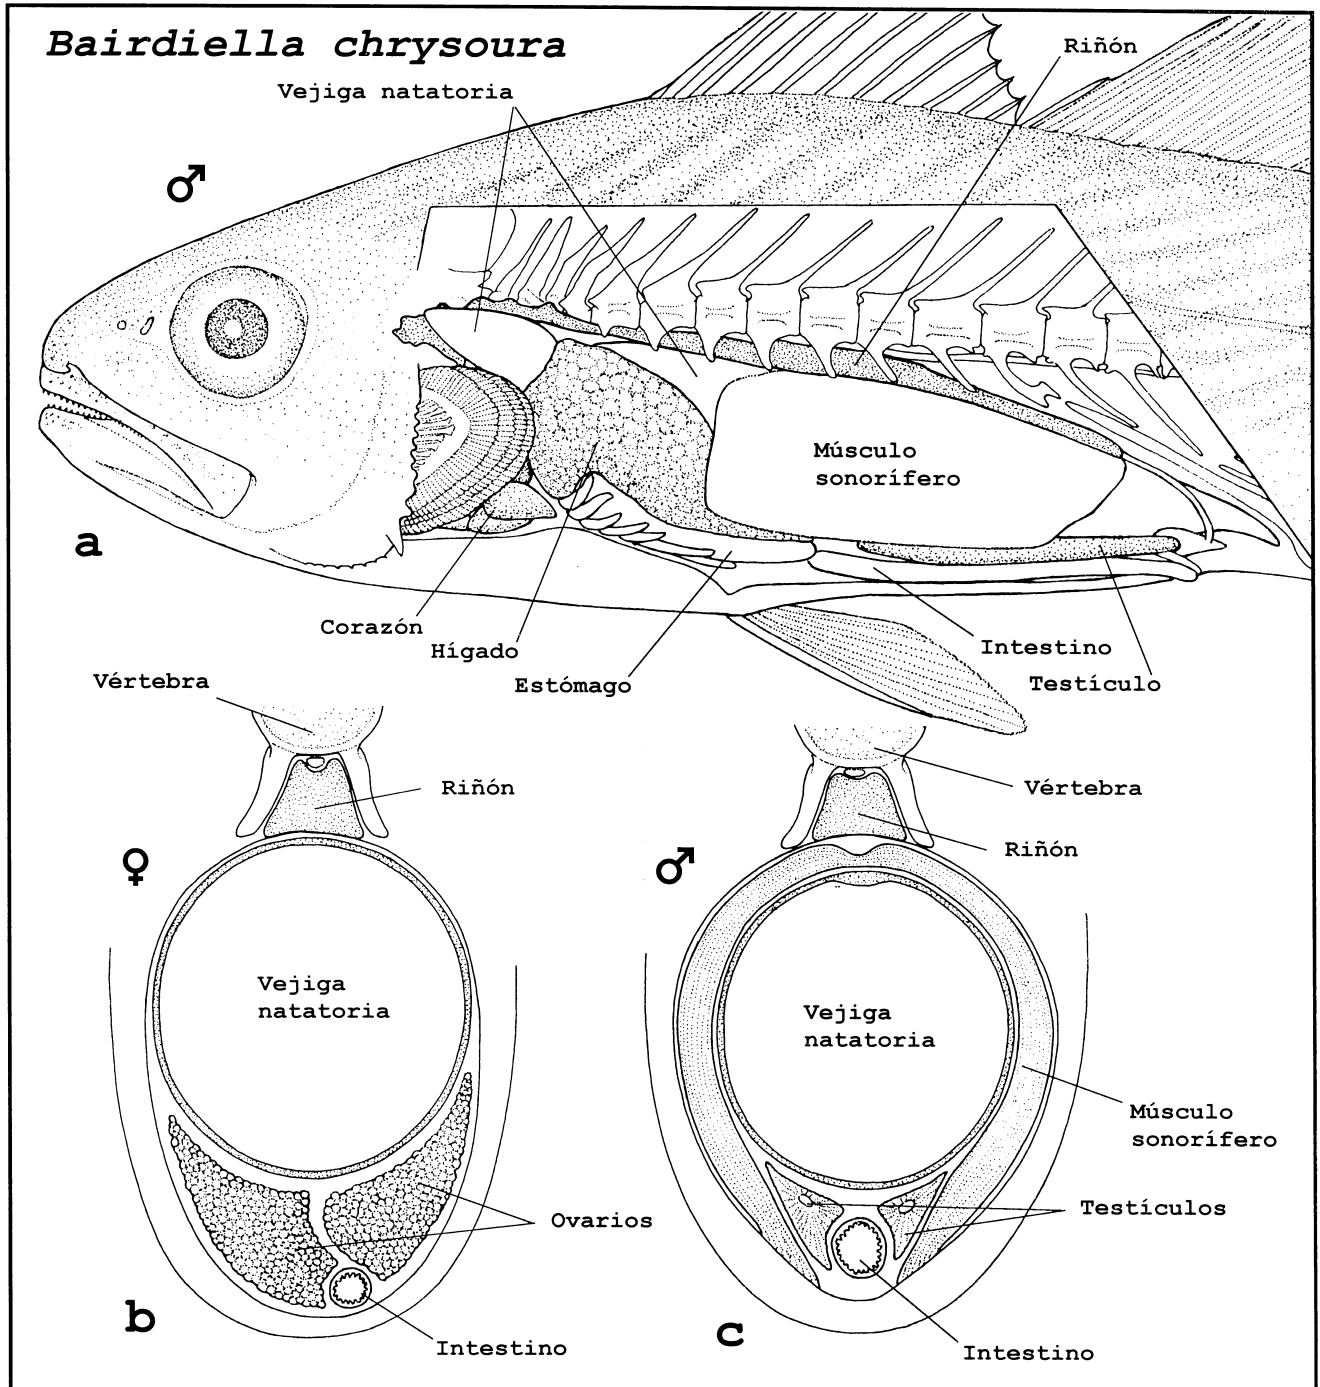 Bairdiella chrysoura
Riñón
Vejiga natatoria
♂
Músculo
sonorífero
a
Corazón
Hígado
Estómago
Intestino
Testículo
Vértebra
Riñón
♀
Vejiga
natatoria
Ovarios
b
Intestino
Vértebra
Riñón
♂
Vejiga
natatoria
Músculo
sonorífero
Testículos
c
Intestino